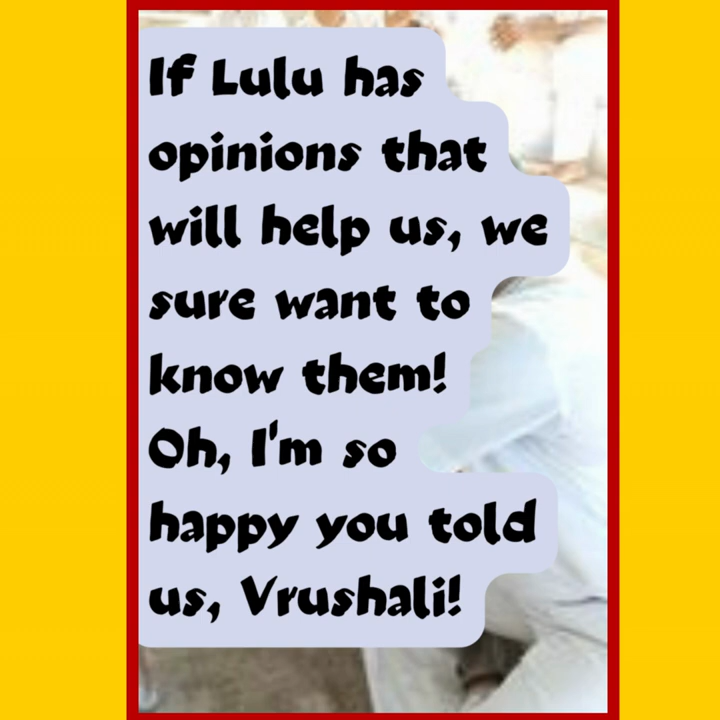 If Lulu has
opinions that
will help us, we
sure want to
know them!
Oh, I'm so
happy you told
us, Vrushali!